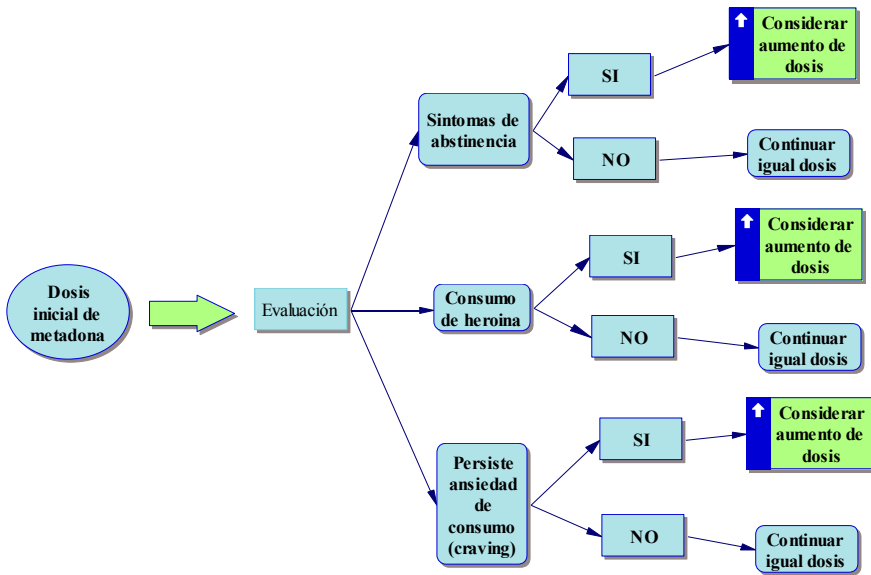 Dosis
inicial de
metadona
Evaluación
Sintomas de
abstinencia
SI
Considerar
aumento de
dosis
NO
Continuar
igual dosis
Consumo
de heroina
SI
Considerar
aumento de
dosis
NO
Continuar
igual dosis
Persiste
ansiedad
de
consumo
(craving)
SI
Considerar
aumento de
dosis
NO
Continuar
igual dosis